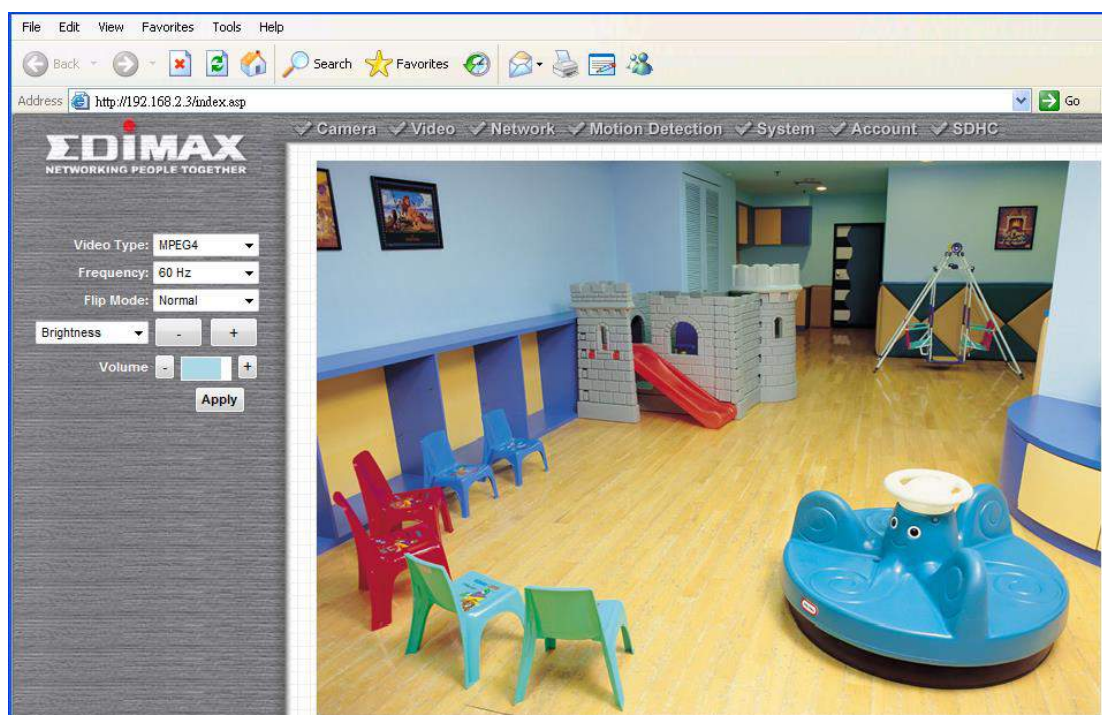 File Edit View Favorites Tools Help
Back Search Favorites
Address http://192.168.2.3/index.asp Go
EDIMAX
NETWORKING PEOPLE TOGETHER
Camera Video Network Motion Detection System Account SDHC
Video Type: MPEG4
Frequency: 60 Hz
Flip Mode: Normal
Brightness - +
Volume - +
Apply